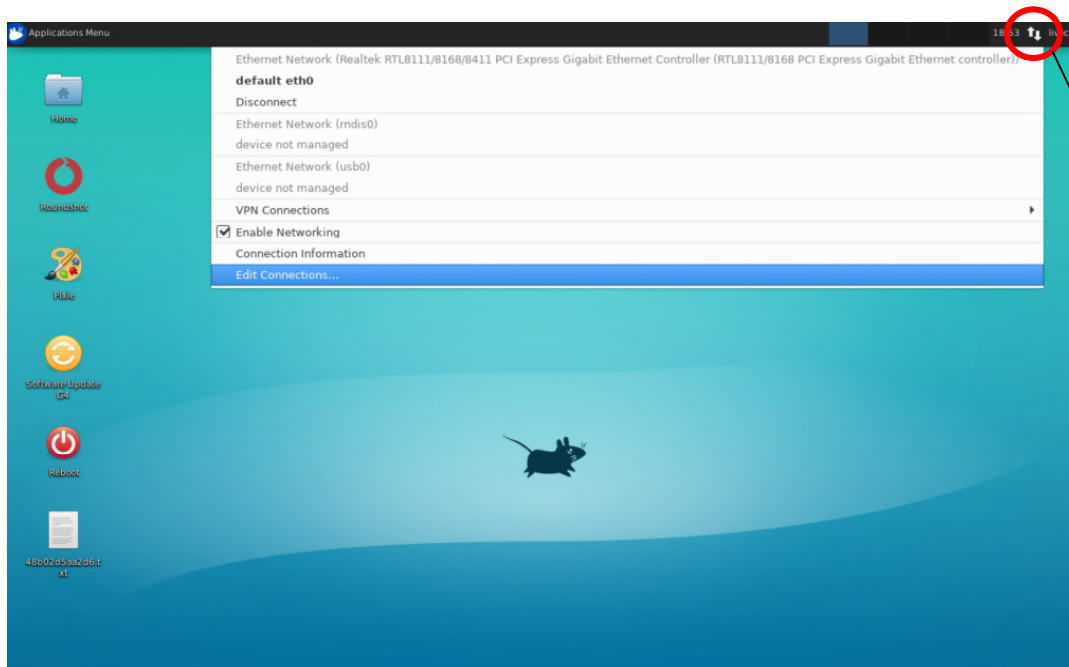 Applications Menu
18:53
Ethernet Network (Realtek RTL8111/8168/8411 PCI Express Gigabit Ethernet Controller (RTL8111/8168 PCI Express Gigabit Ethernet controller))
default eth0
Disconnect
Ethernet Network (rndis0)
device not managed
Ethernet Network (usb0)
device not managed
VPN Connections
Enable Networking
Connection Information
Edit Connections...
Home
Roundshot
Pixie
Software Update
G4
Reboot
48b02d5aa2d6.t
xt